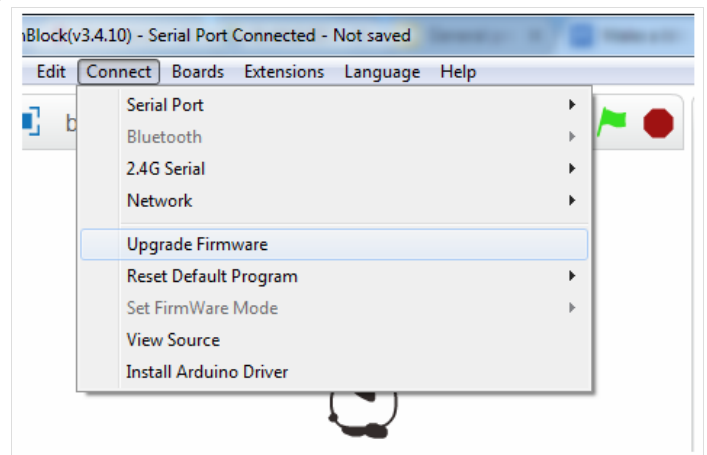 nBlock(v3.4.10) - Serial Port Connected - Not saved
Edit Connect Boards Extensions Language Help
Serial Port
Bluetooth
2.4G Serial
Network
Upgrade Firmware
Reset Default Program
Set FirmWare Mode
View Source
Install Arduino Driver